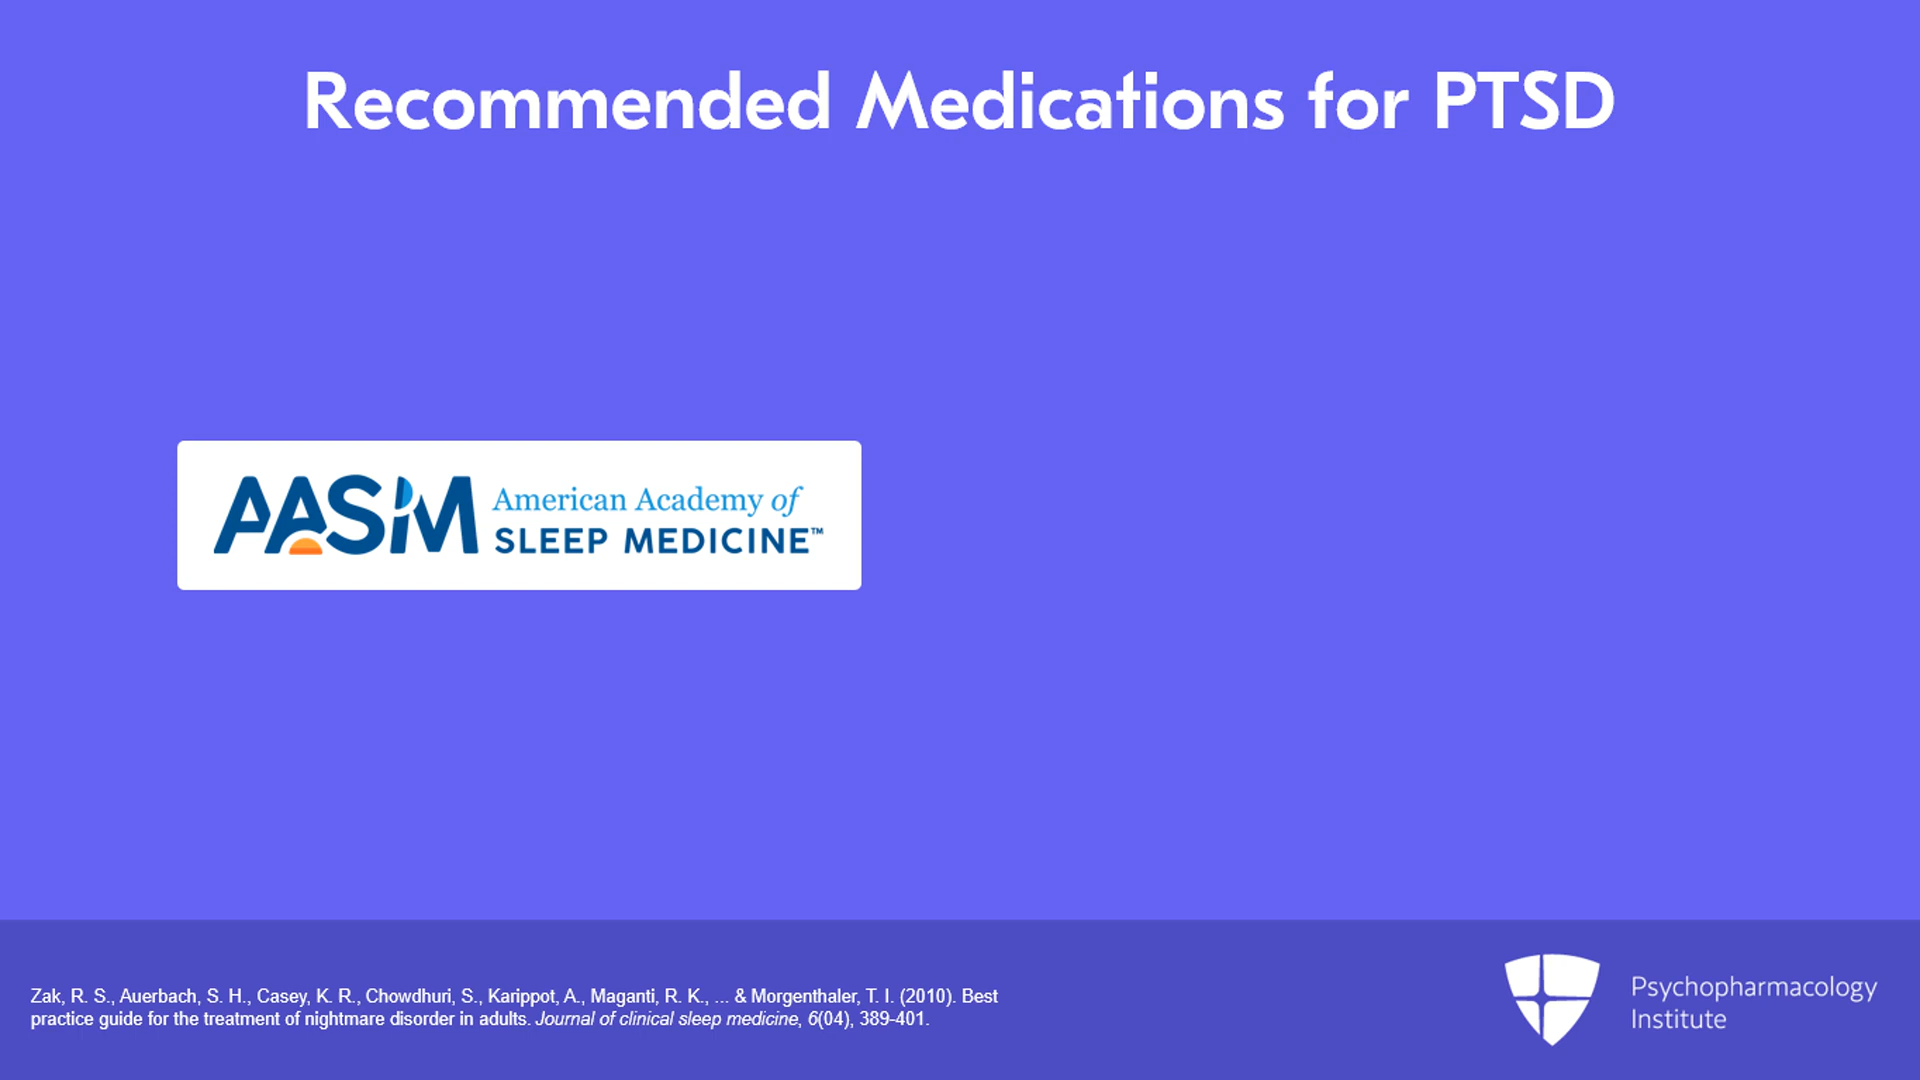 Recommended Medications for PTSD
AASM American Academy of
SLEEP MEDICINE™
Zak, R. S., Auerbach, S. H., Casey, K. R., Chowdhuri, S., Karippot, A., Maganti, R. K., ... & Morgenthaler, T. I. (2010). Best
practice guide for the treatment of nightmare disorder in adults. Journal of clinical sleep medicine, 6(04), 389-401.
Psychopharmacology
Institute